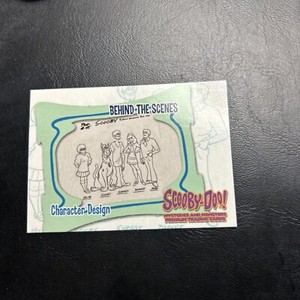 BEHIND-THE-SCENES
SCOOBY
Character Design
SCOOBY-DOO!
MYSTERIES AND MONSTERS
PREMIUM TRADING CARDS